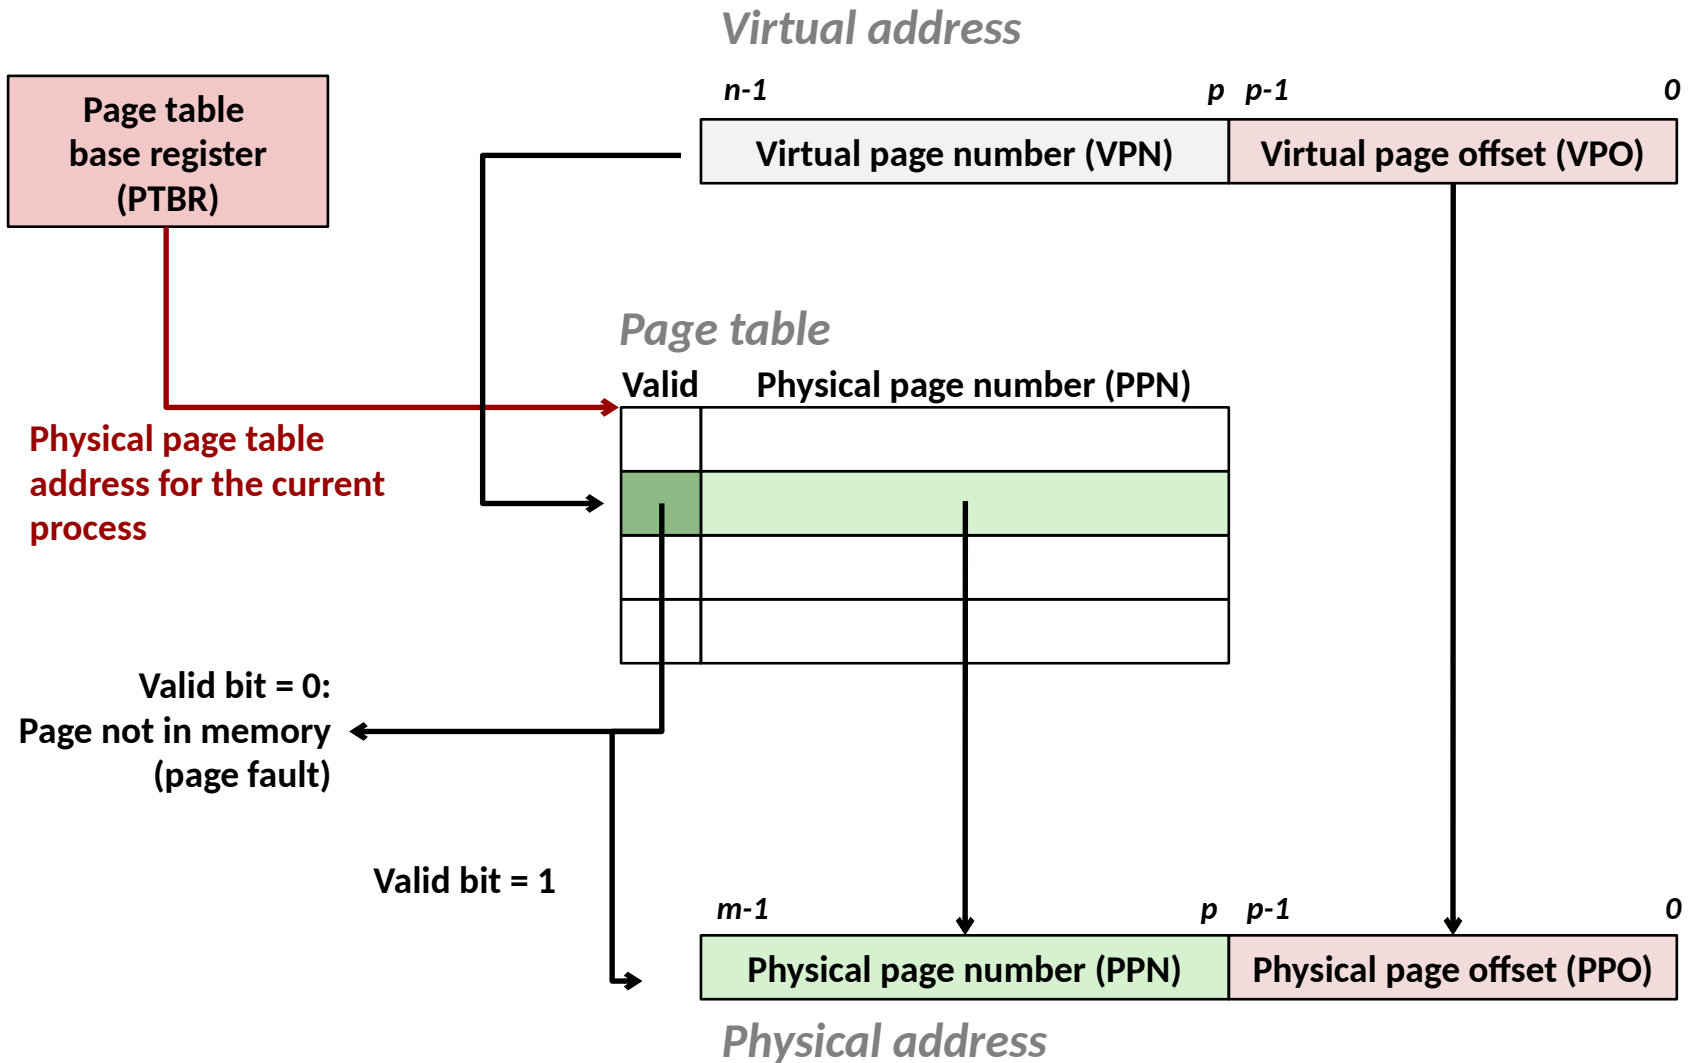 Virtual address
n-1 p p-1 0
Page table
base register
(PTBR)
Virtual page number (VPN) Virtual page offset (VPO)
Page table
Valid Physical page number (PPN)
Physical page table
address for the current
process
Valid bit = 0:
Page not in memory
(page fault)
Valid bit = 1
m-1 p p-1 0
Physical page number (PPN) Physical page offset (PPO)
Physical address